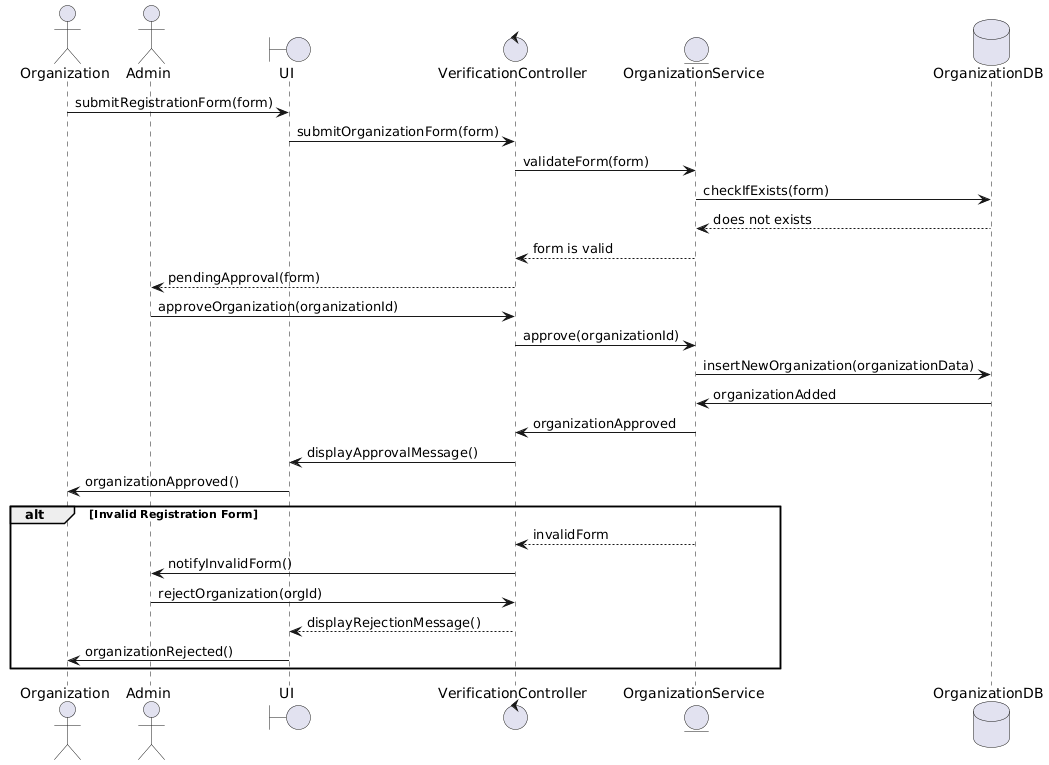 Organization Admin UI VerificationController OrganizationService OrganizationDB
submitRegistrationForm(form)
submitOrganizationForm(form)
validateForm(form)
checkIfExists(form)
does not exists
form is valid
pendingApproval(form)
approveOrganization(organizationId)
approve(organizationId)
insertNewOrganization(organizationData)
organizationAdded
organizationApproved
displayApprovalMessage()
organizationApproved()
alt [Invalid Registration Form]
invalidForm
notifyInvalidForm()
rejectOrganization(orgId)
displayRejectionMessage()
organizationRejected()
Organization Admin UI VerificationController OrganizationService OrganizationDB